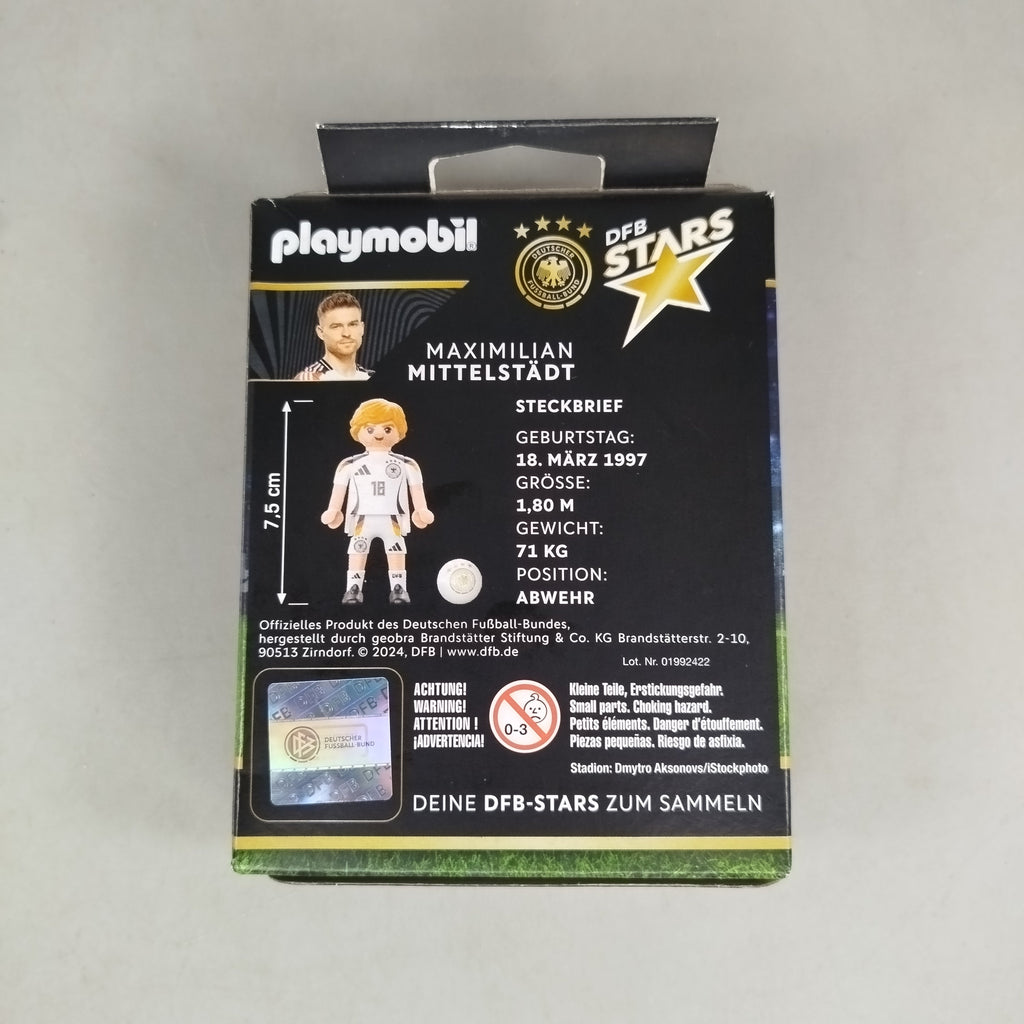 playmobil®
DEUTSCHER
FUSSBALL-BUND
DFB
STARS
MAXIMILIAN
MITTELSTÄDT
7,5 cm
18
STECKBRIEF
GEBURTSTAG:
18. MÄRZ 1997
GRÖSSE:
1,80 M
GEWICHT:
71 KG
POSITION:
ABWEHR
Offizielles Produkt des Deutschen Fußball-Bundes,
hergestellt durch geobra Brandstätter Stiftung & Co. KG Brandstätterstr. 2-10,
90513 Zirndorf. © 2024, DFB | www.dfb.de
Lot. Nr. 01992422
DFB
DEUTSCHER
FUSSBALL-BUND
ACHTUNG!
WARNING!
ATTENTION !
¡ADVERTENCIA!
0-3
Kleine Teile, Erstickungsgefahr.
Small parts. Choking hazard.
Petits éléments. Danger d'étouffement.
Piezas pequeñas. Riesgo de asfixia.
Stadion: Dmytro Aksonovs/iStockphoto
DEINE DFB-STARS ZUM SAMMELN